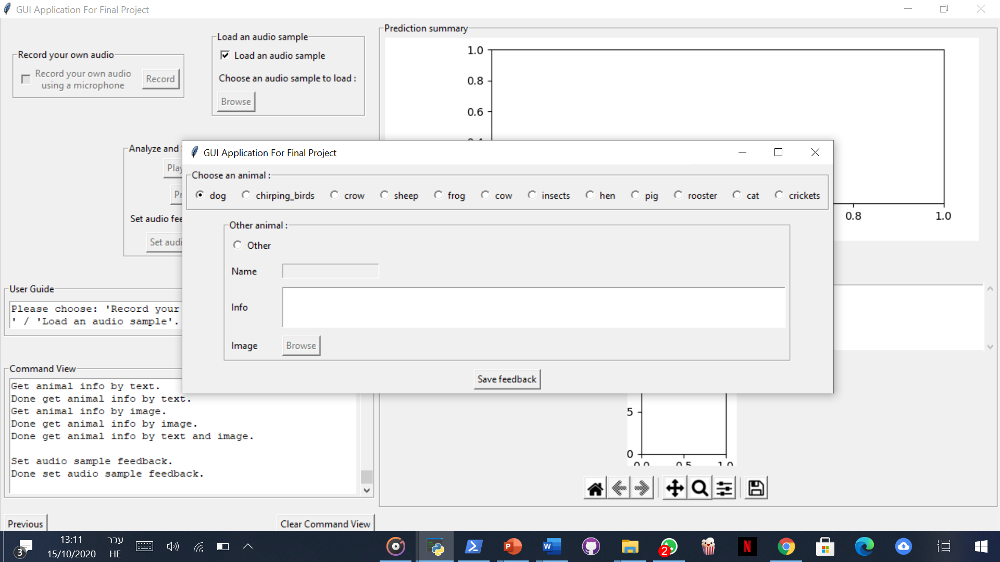 GUI Application For Final Project
Record your own audio
Record your own audio
using a microphone
Record
Load an audio sample
Load an audio sample
Choose an audio sample to load :
Browse
Prediction summary
1.0
0.8
0.6
0.8
1.0
Analyze and
Set audio
GUI Application For Final Project
Choose an animal :
dog
chirping_birds
crow
sheep
frog
cow
insects
hen
pig
rooster
cat
crickets
Other animal :
Other
Name
Info
Image
Browse
Save feedback
User Guide
Please choose: 'Record your
' / 'Load an audio sample'.
Command View
Get animal info by text.
Done get animal info by text.
Get animal info by image.
Done get animal info by image.
Done get animal info by text and image.
Set audio sample feedback.
Done set audio sample feedback.
5
0
0.0
0.5
1.0
Previous
Clear Command View
3
13:11
15/10/2020
עבר
HE
P
W
2
N